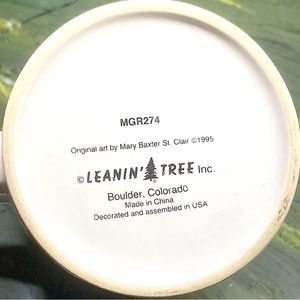 MGR274
Original art by Mary Baxter St. Clair ©1995
© LEANIN' TREE Inc.
Boulder, Colorado
Made in China
Decorated and assembled in USA